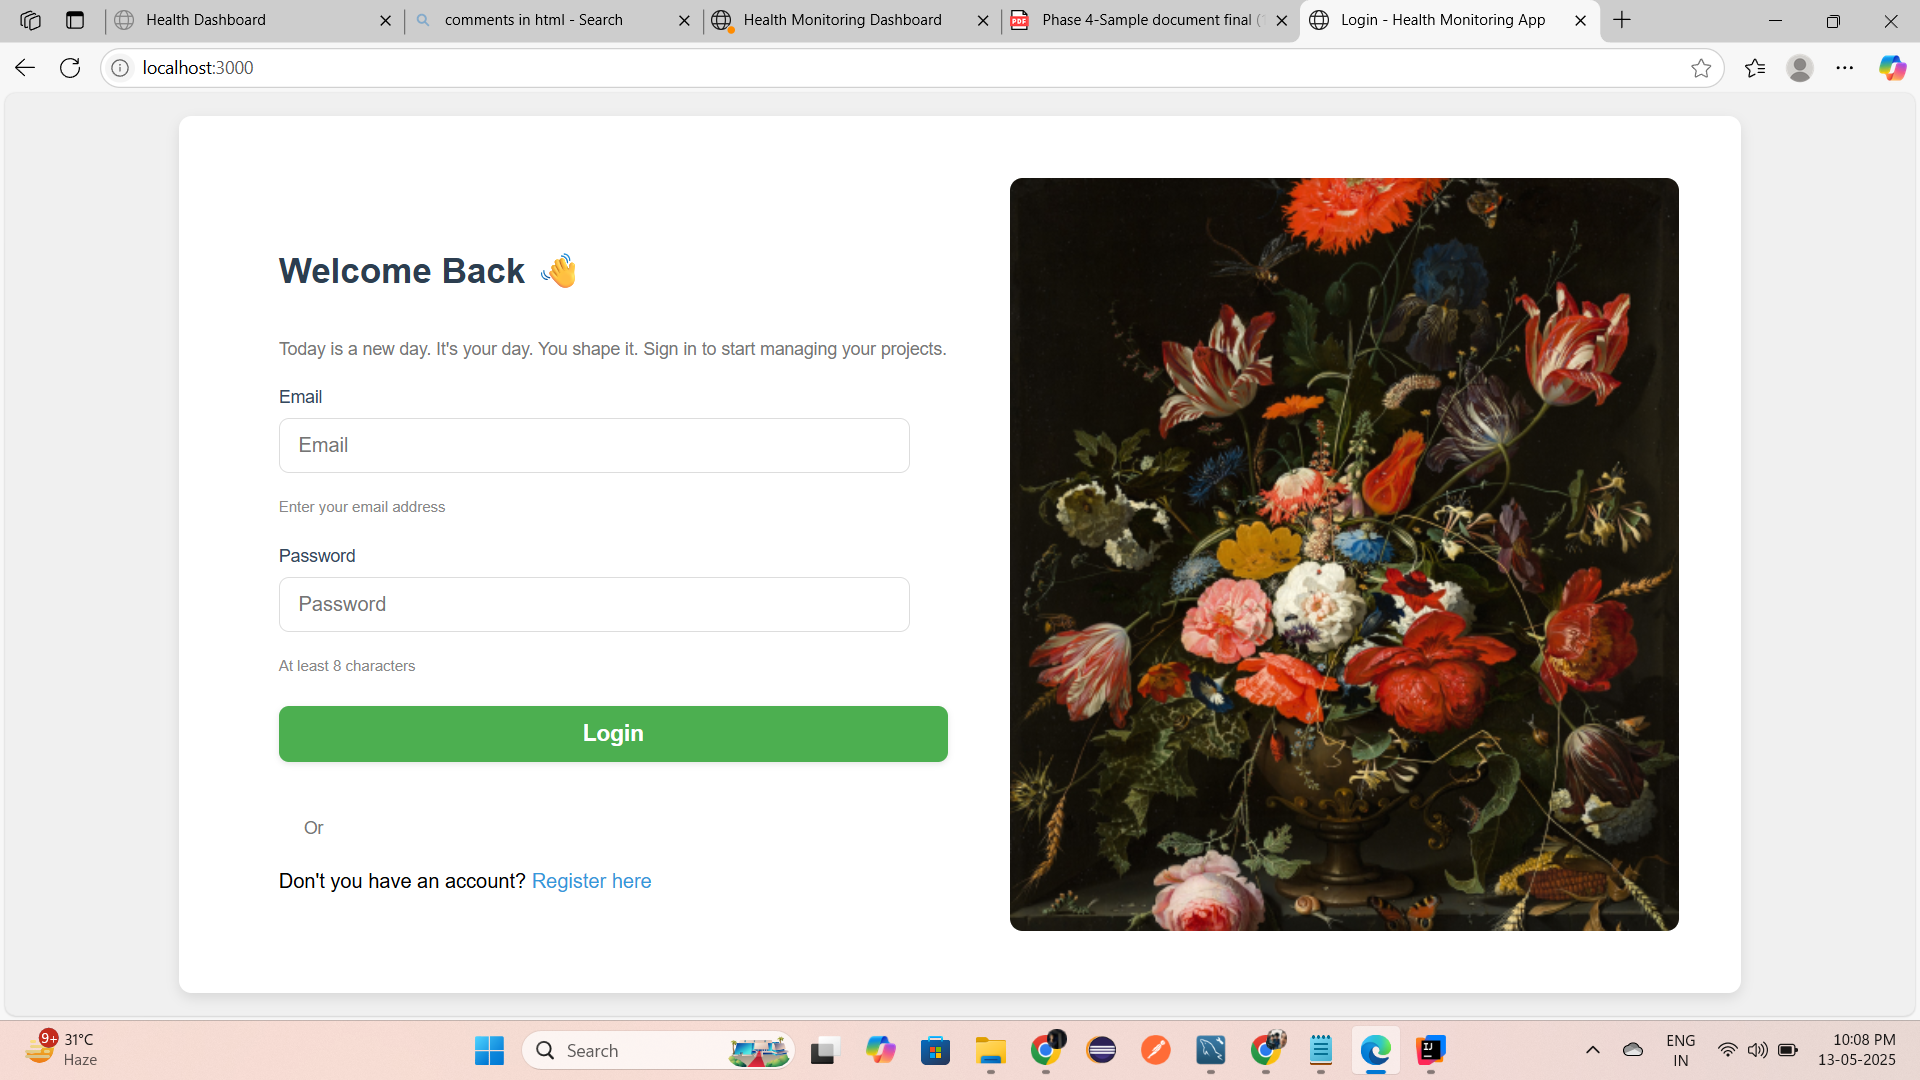 Health Dashboard
comments in html - Search
Health Monitoring Dashboard
Phase 4-Sample document final (
Login - Health Monitoring App
localhost:3000
Welcome Back 👋
Today is a new day. It's your day. You shape it. Sign in to start managing your projects.
Email
Email
Enter your email address
Password
Password
At least 8 characters
Login
Or
Don't you have an account? Register here
9+
31°C
Haze
Search
ENG
IN
10:08 PM
13-05-2025
PDF
IJ